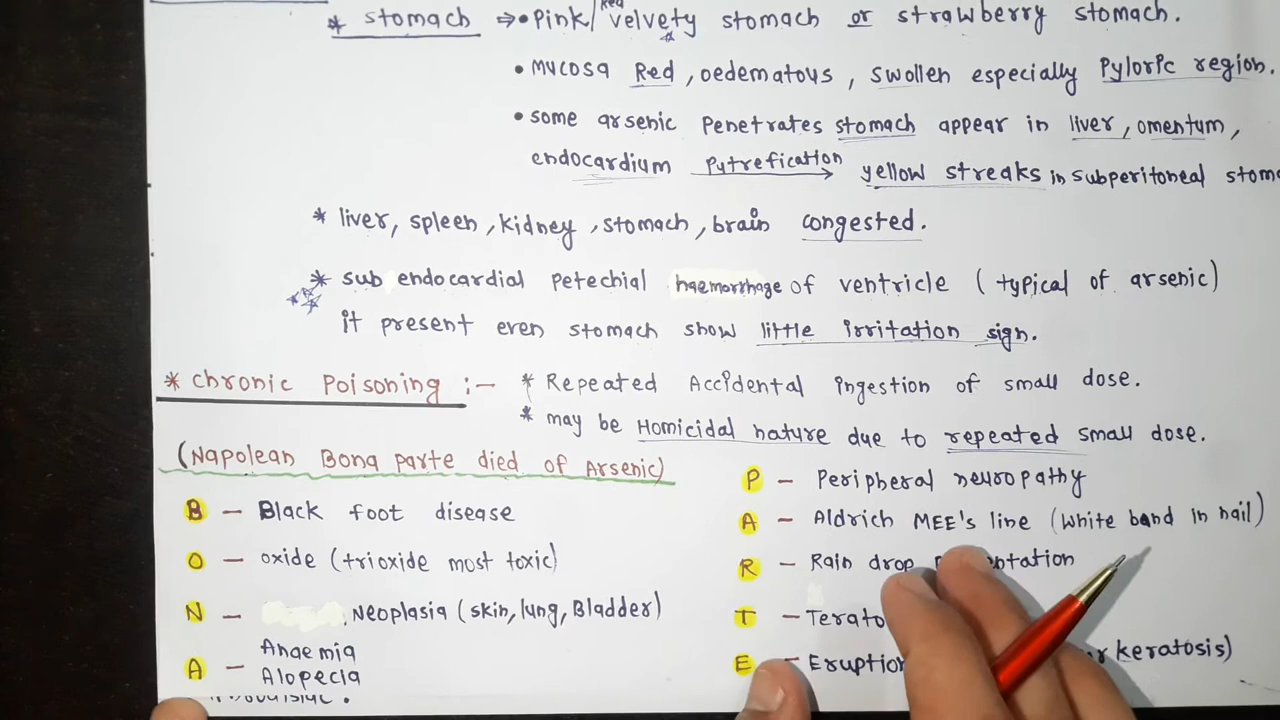 * stomach ⇒ • Pink/Red velvety stomach or strawberry stomach.
• Mucosa Red, oedematous, swollen especially Pyloric region.
• some arsenic Penetrates stomach appear in liver, omentum,
endocardium Putrefication → yellow streaks in subperitoneal
* liver, spleen, kidney, stomach, brain congested.
* sub endocardial petechial haemorrhage of ventricle (typical of arsenic)
it present even stomach show little irritation sign.
* Chronic Poisoning :- * Repeated Accidental ingestion of small dose.
* may be Homicidal nature due to repeated small dose.
(Napolean Bona parte died of Arsenic)
B - Black foot disease
O - oxide (trioxide most toxic)
N - Neoplasia (skin, lung, Bladder)
A - Anaemia
Alopecia
P - Peripheral neuropathy
A - Aldrich MEE's line (white band in nail)
R - Rain drop
T - Terato
E - Eruption keratosis)